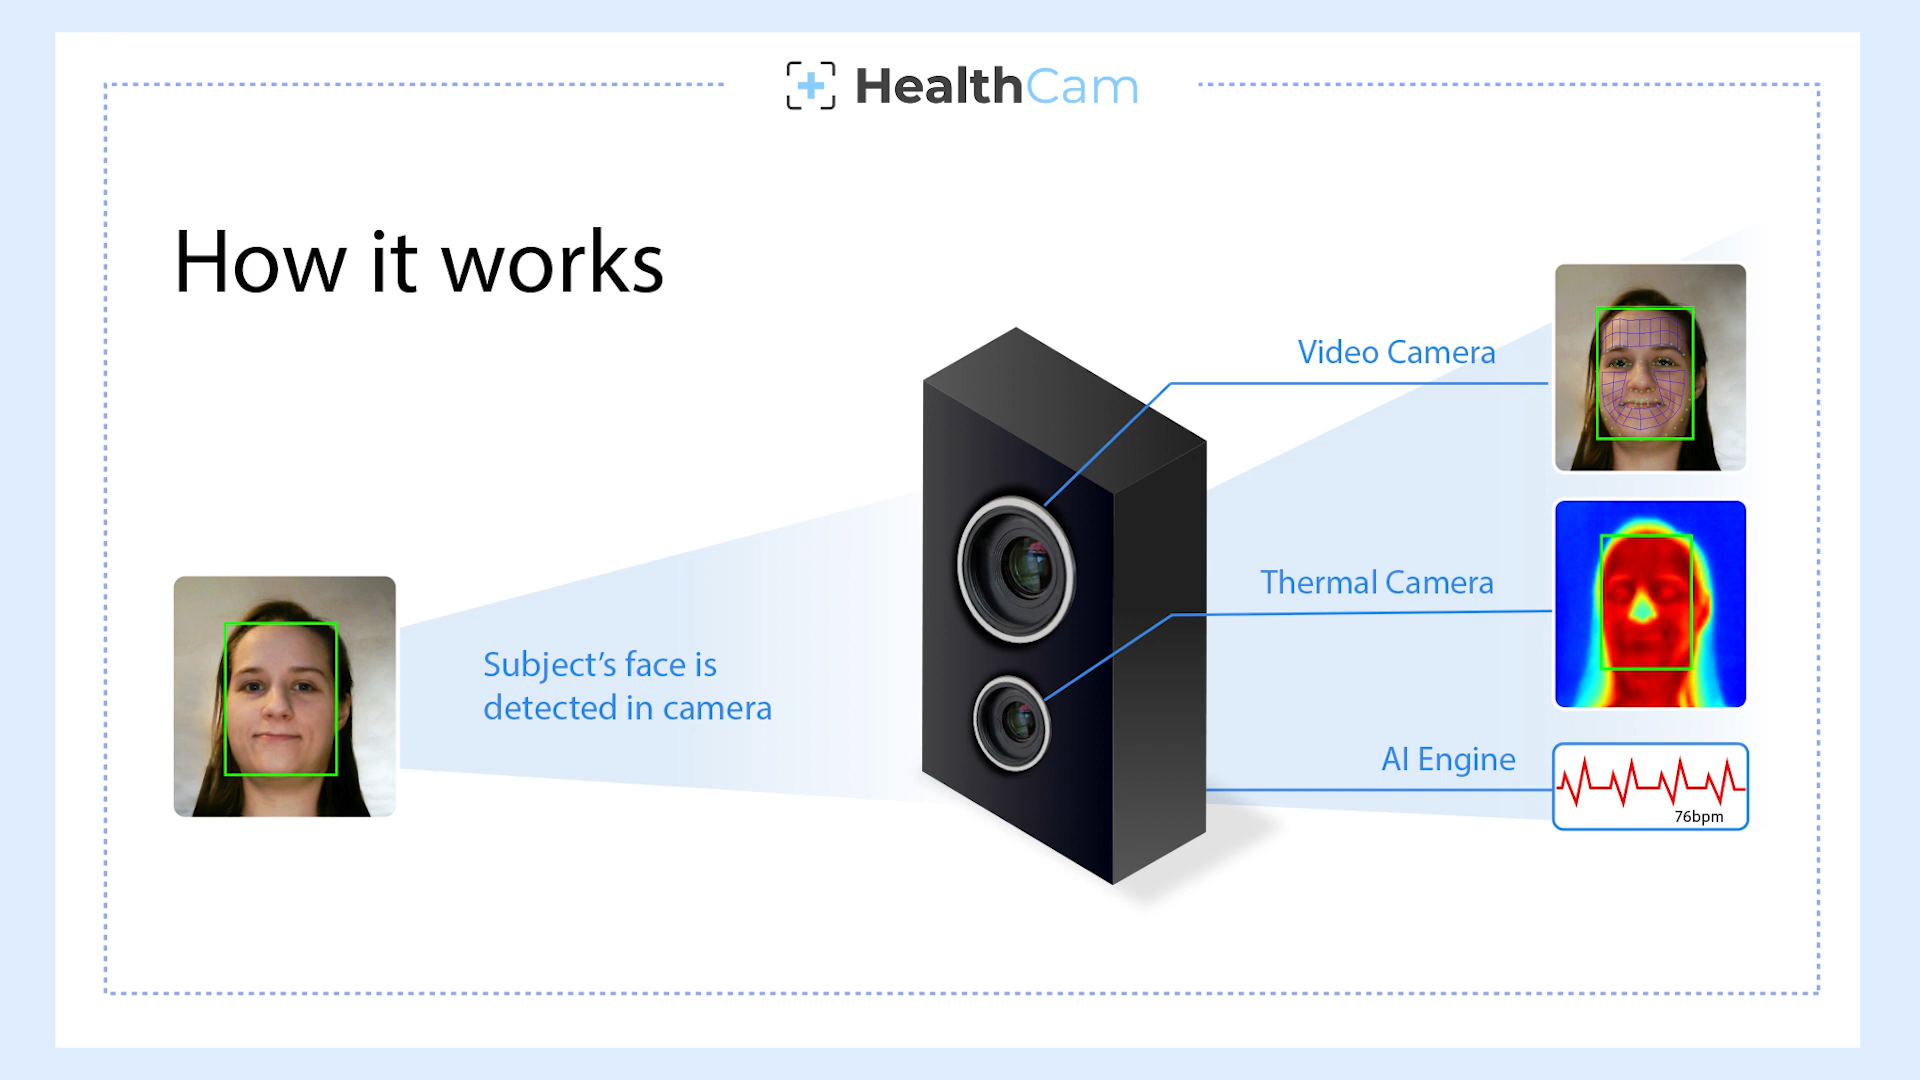 HealthCam
How it works
Video Camera
Thermal Camera
Subject’s face is
detected in camera
AI Engine
76bpm